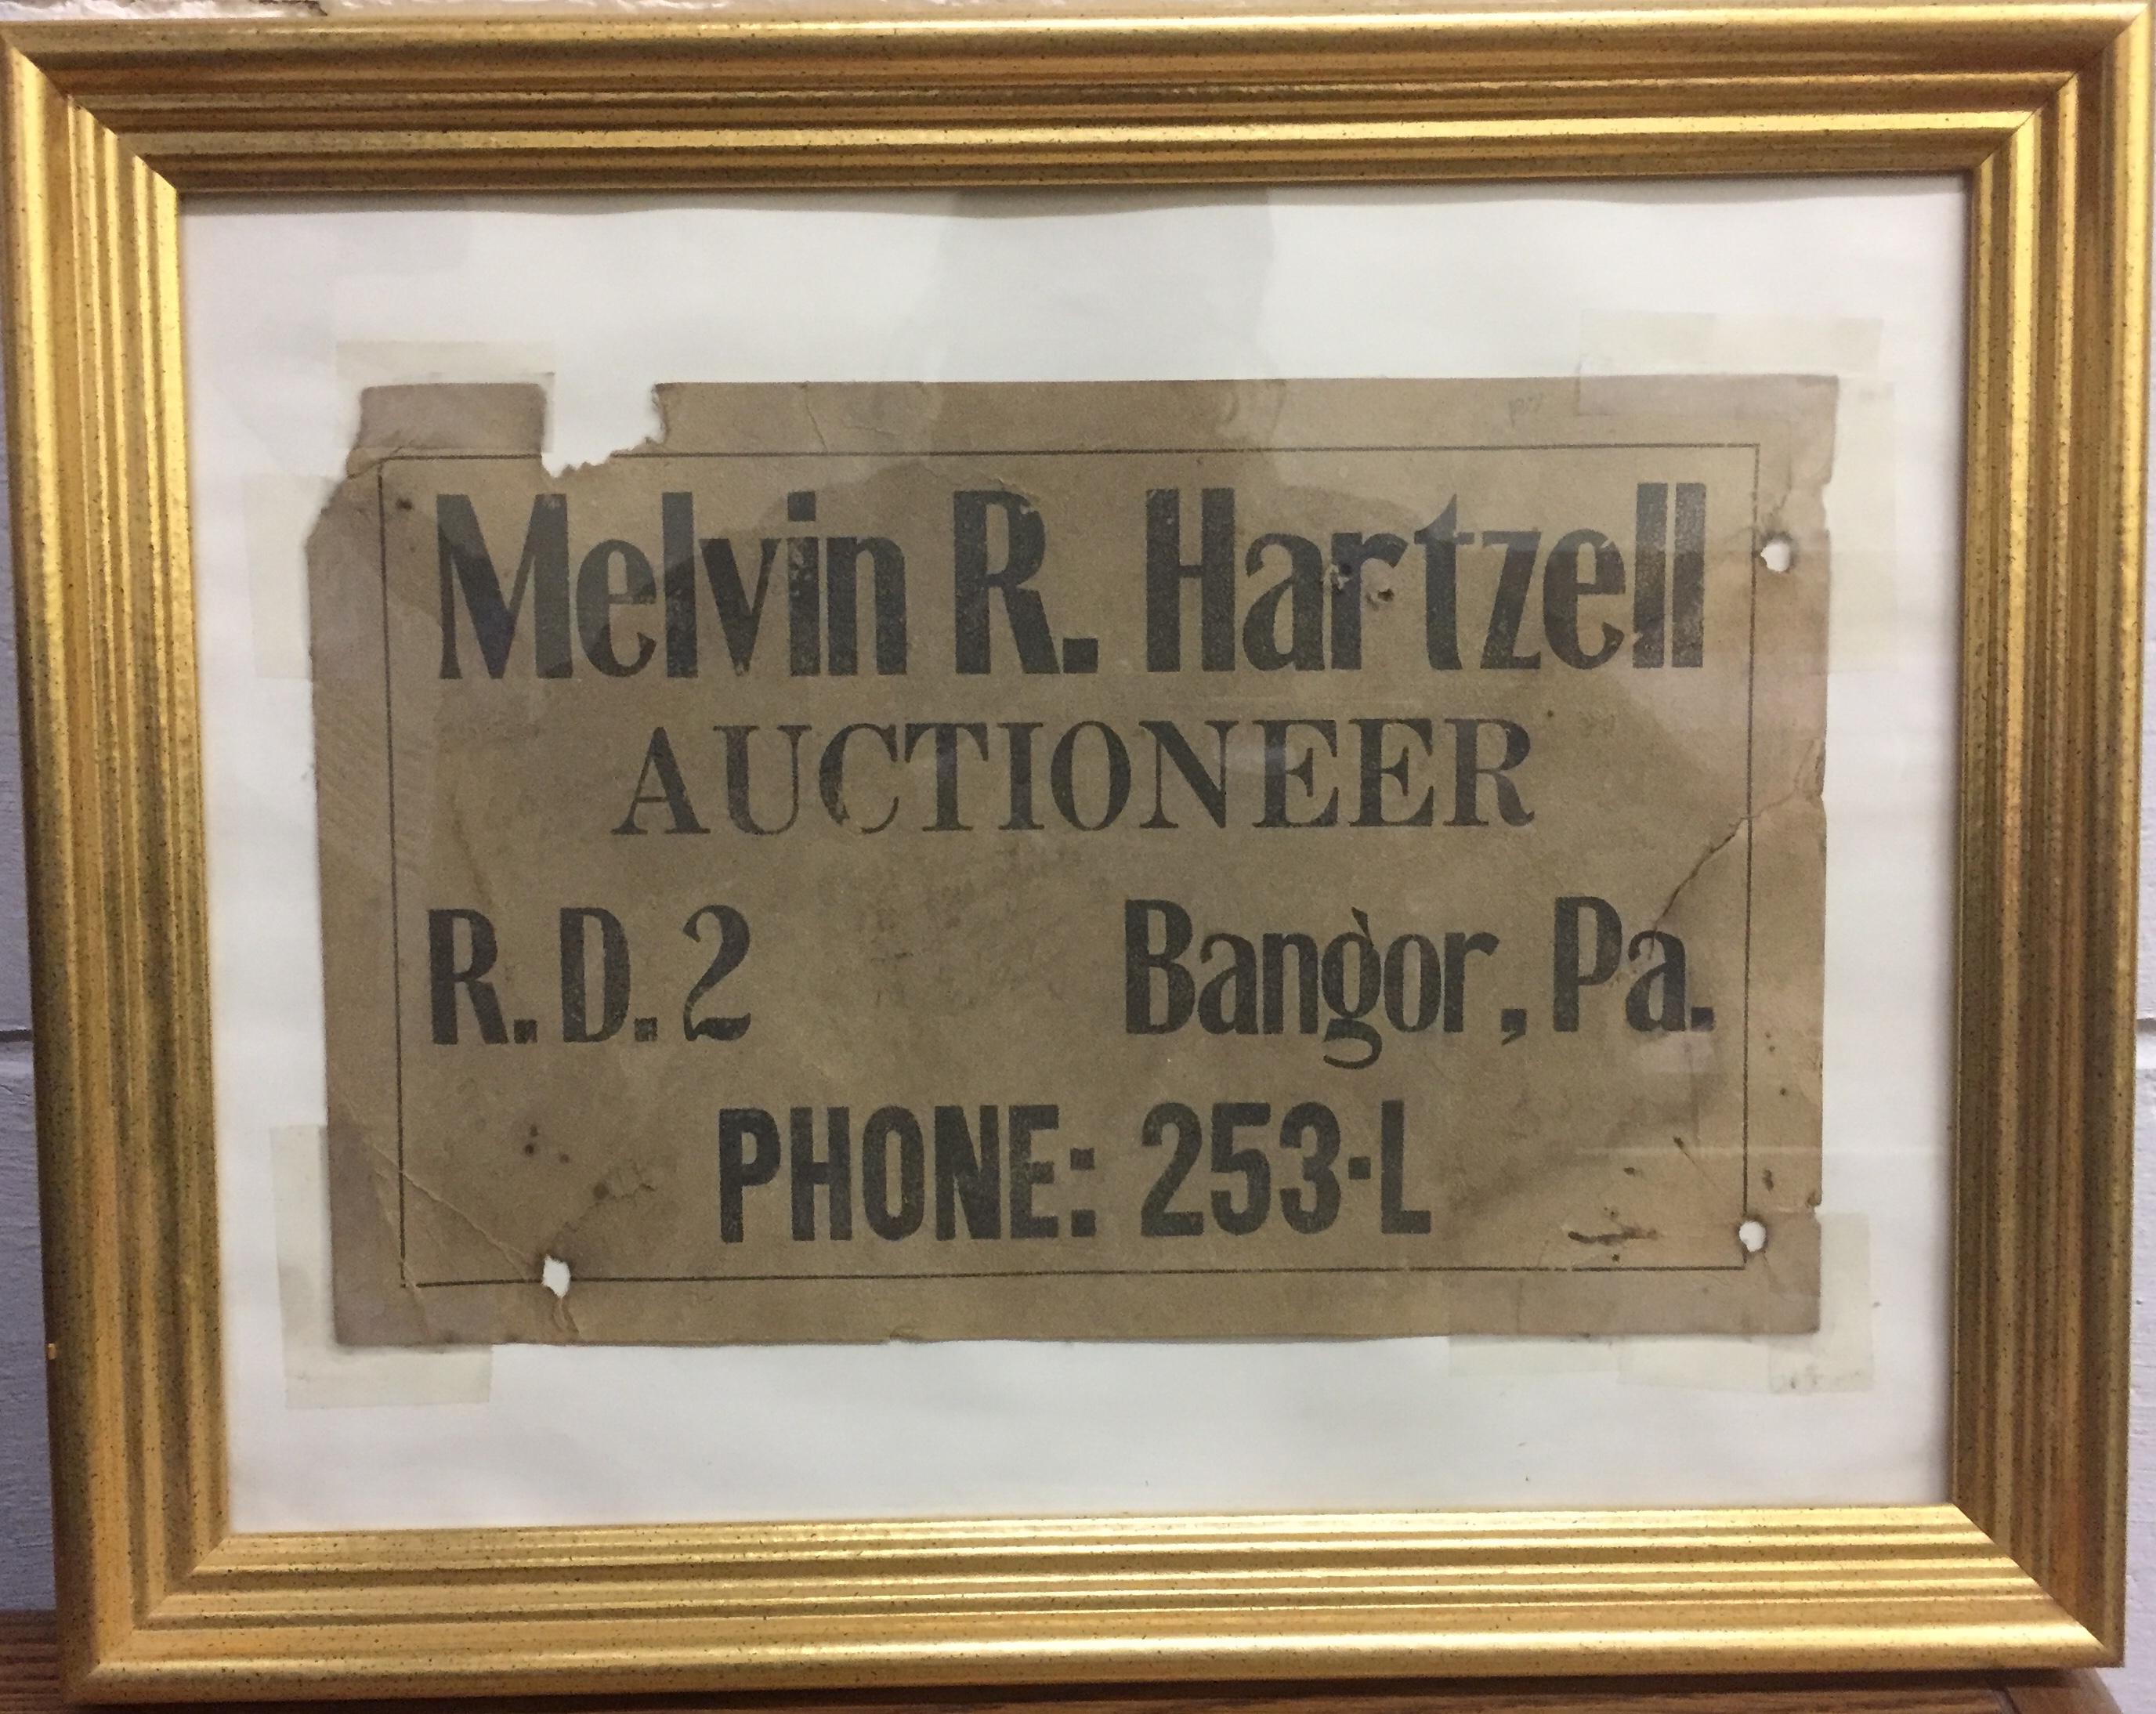 Melvin R. Hartzell
AUCTIONEER
R.D. 2 Bangor, Pa.
PHONE: 253-L